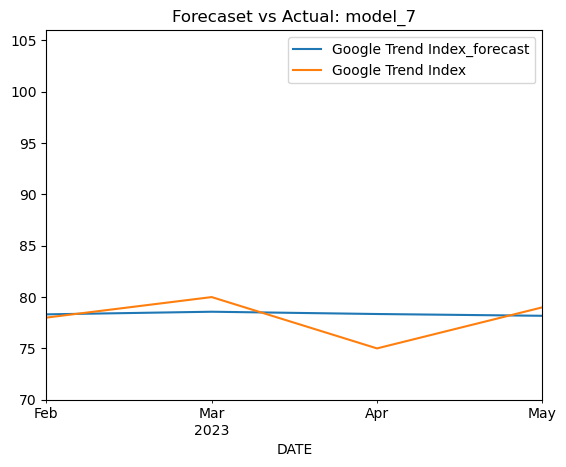 Forecaset vs Actual: model_7
Google Trend Index_forecast
Google Trend Index
105
100
95
90
85
80
75
70
Feb Mar Apr May
2023
DATE